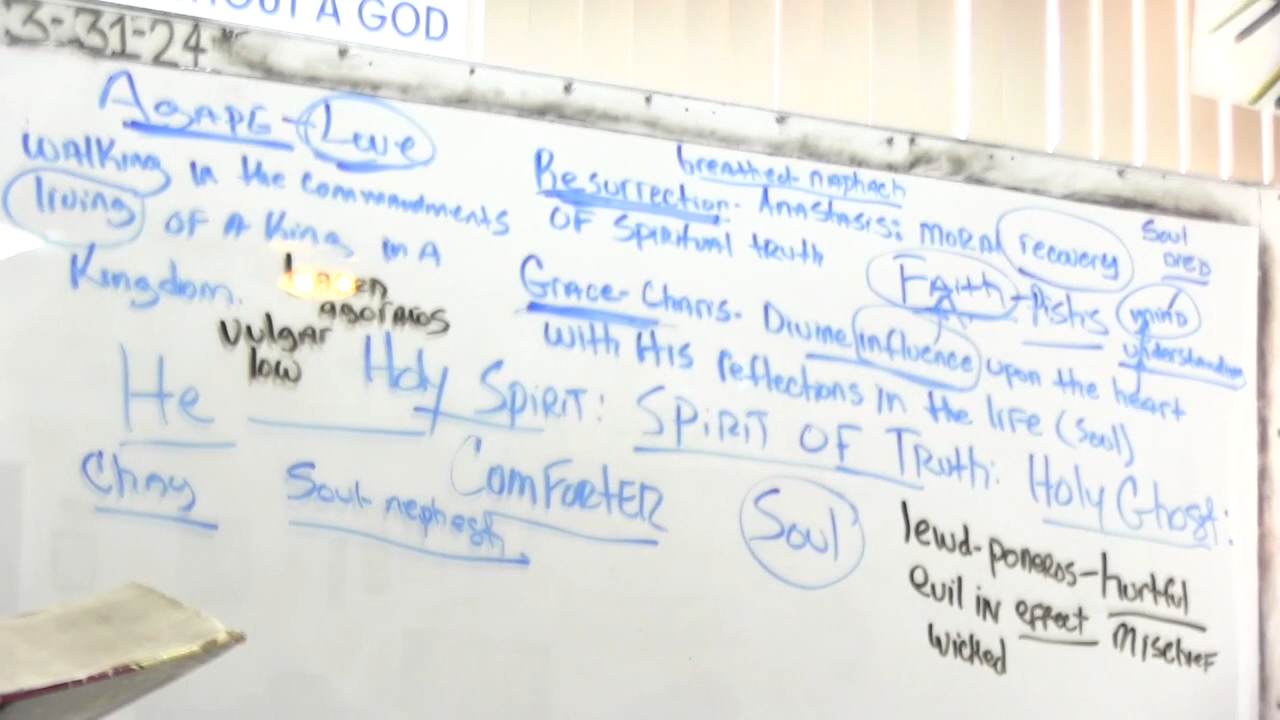 OUT A GOD
3-31-24
AGAPE - Love
WALKING in the commandments
living OF A King in A
Kingdom.
agoraios
Vulgar
low
breathed-naphach
Resurrection- Anastasis: MORAl recovery
OF SPiRitual tRuth
Soul
FAith - Pistis
MIND
understanding
Grace- Charis- Divine influence upon the heart
with His reflections in the life (soul)
He
Holy SpiRiT: SPiRiT OF TRuth: Holy Ghost:
Chay
Soul- nephesh
ComFORTER
Soul
lewd-poneros-hurtful
evil iN effect Mischief
Wicked